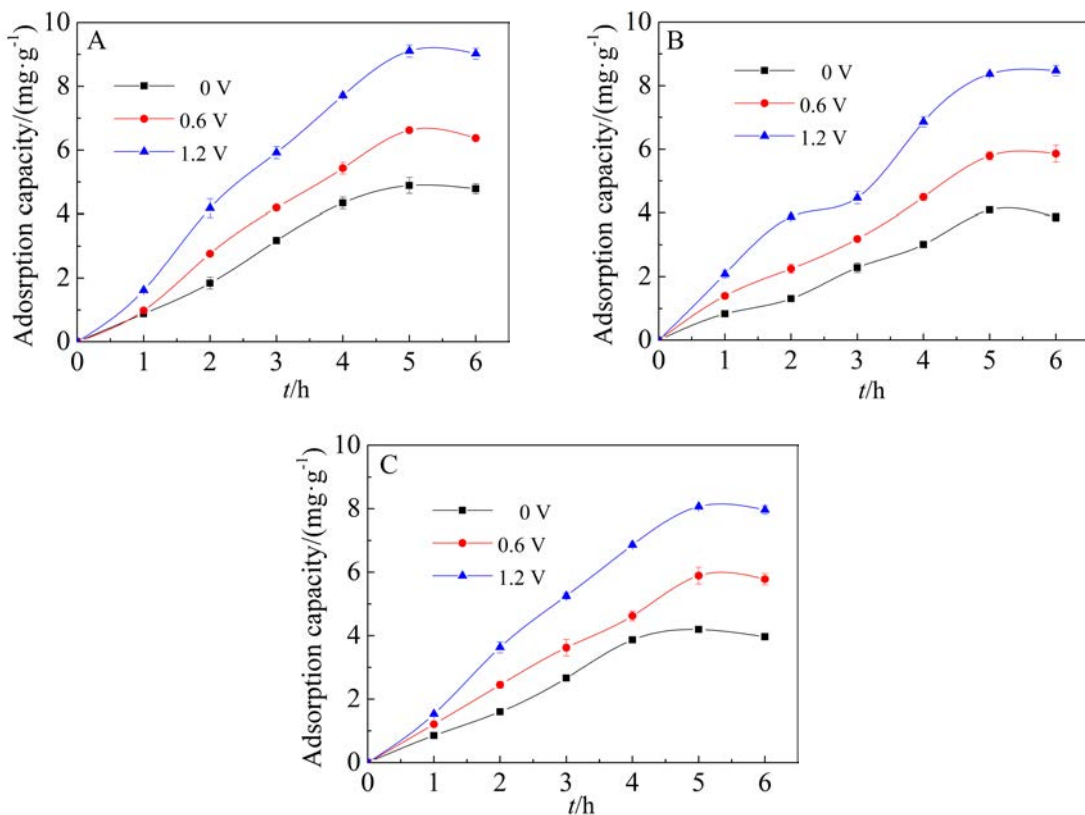 A
Adosrption capacity/(mg·g⁻¹)
10
8
6
4
2
0
0 V
0.6 V
1.2 V
0 1 2 3 4 5 6
t/h
B
Adsorption capacity/(mg·g⁻¹)
10
8
6
4
2
0
0 V
0.6 V
1.2 V
0 1 2 3 4 5 6
t/h
C
Adsorption capacity/(mg·g⁻¹)
10
8
6
4
2
0
0 V
0.6 V
1.2 V
0 1 2 3 4 5 6
t/h